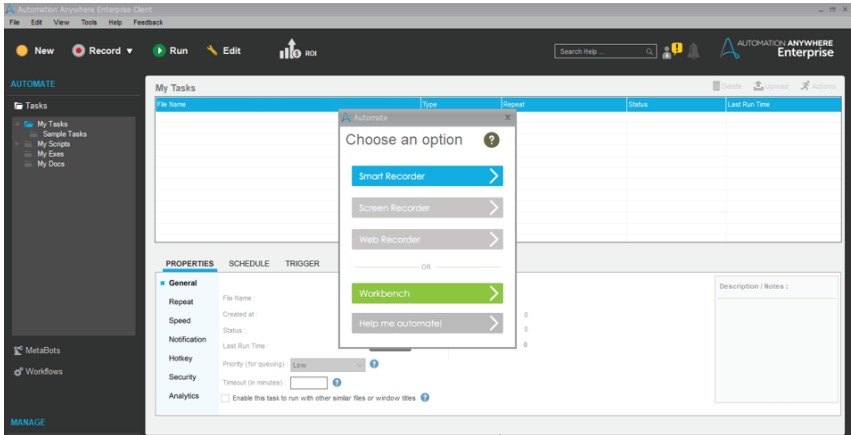 Automation Anywhere Enterprise Client
File Edit View Tools Help Feedback
New Record Run Edit ROI Search Help ... AUTOMATION ANYWHERE
Enterprise
AUTOMATE
My Tasks Delete Upload Actions
Tasks
File Name Type Repeat Status Last Run Time
My Tasks
Sample Tasks
My Scripts
My Exes
My Docs
Automate x
Choose an option ?
Smart Recorder
Screen Recorder
Web Recorder
OR
Workbench
Help me automate!
PROPERTIES SCHEDULE TRIGGER
General
Repeat
Speed
Notification
Hotkey
Security
Analytics
File Name :
Created at :
Status :
Last Run Time :
Priority (for queuing) : Low ?
Timeout (in minutes) : ?
Enable this task to run with other similar files or window titles ?
0
0
0
Description / Notes :
MetaBots
Workflows
MANAGE